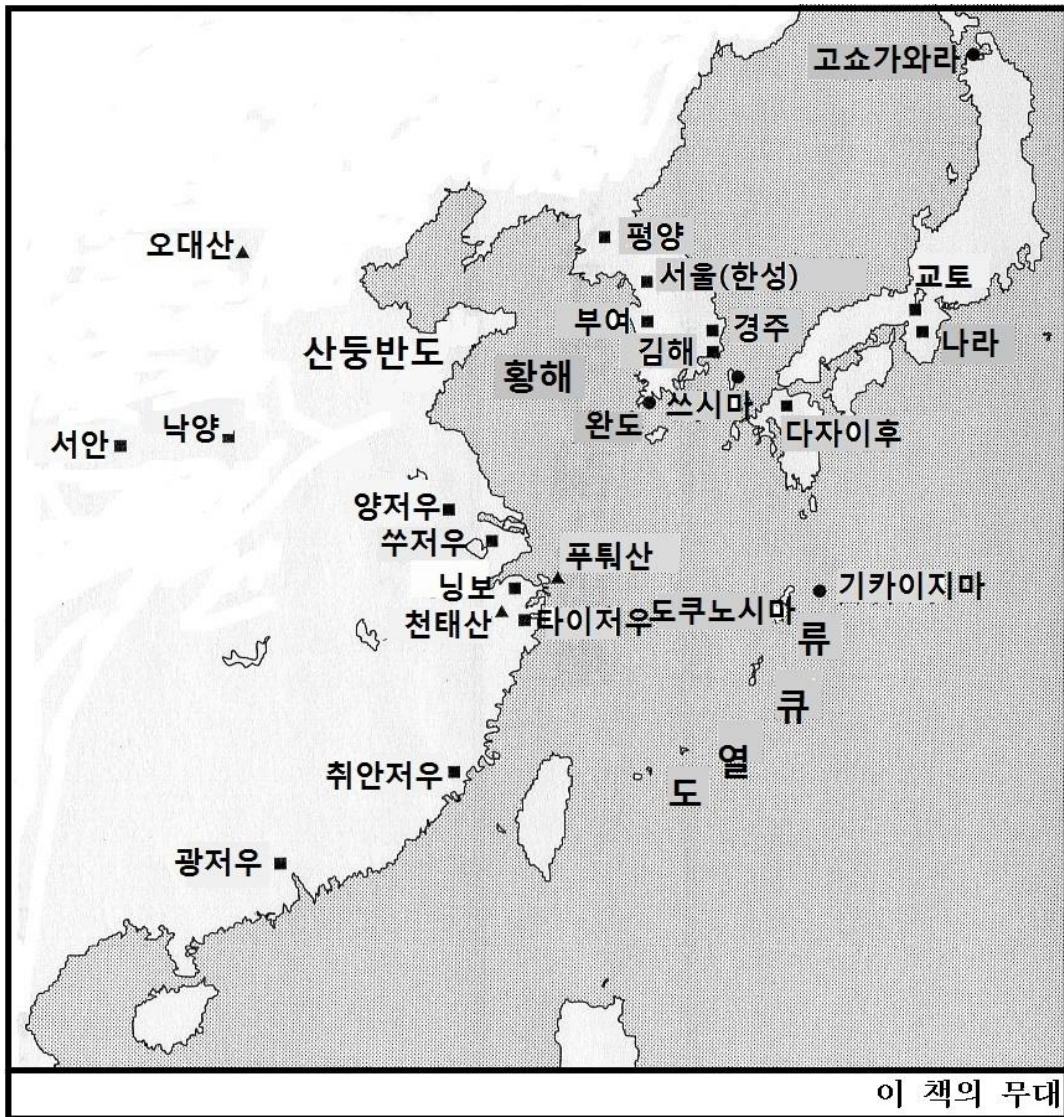 고쇼가와라
오대산
평양
서울(한성)
교토
부여
경주
산둥반도
김해
나라
황해
쓰시마
완도
다자이후
서안
낙양
양저우
쑤저우
푸퉈산
닝보
기카이지마
천태산
타이저우
도쿠노시마
류
큐
열
도
취안저우
광저우
이 책의 무대